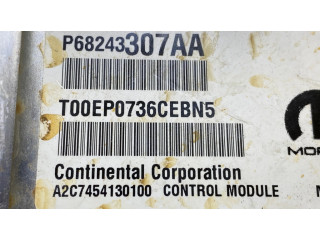 P68243307AA
T00EP0736CEBN5
Continental Corporation
A2C7454130100 CONTROL MODULE